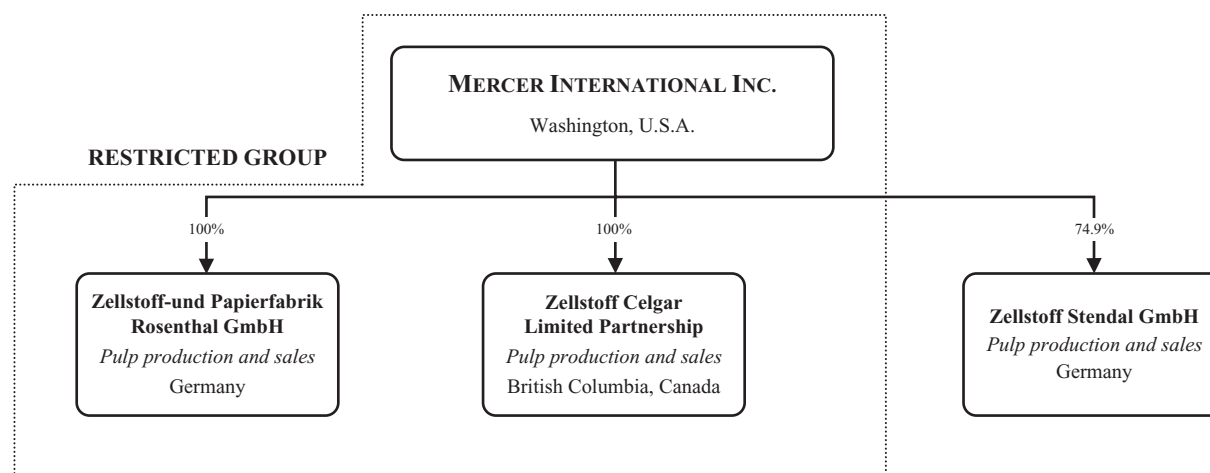 MERCER INTERNATIONAL INC.
Washington, U.S.A.
RESTRICTED GROUP
100%
100%
74.9%
Zellstoff-und Papierfabrik
Rosenthal GmbH
Pulp production and sales
Germany
Zellstoff Celgar
Limited Partnership
Pulp production and sales
British Columbia, Canada
Zellstoff Stendal GmbH
Pulp production and sales
Germany